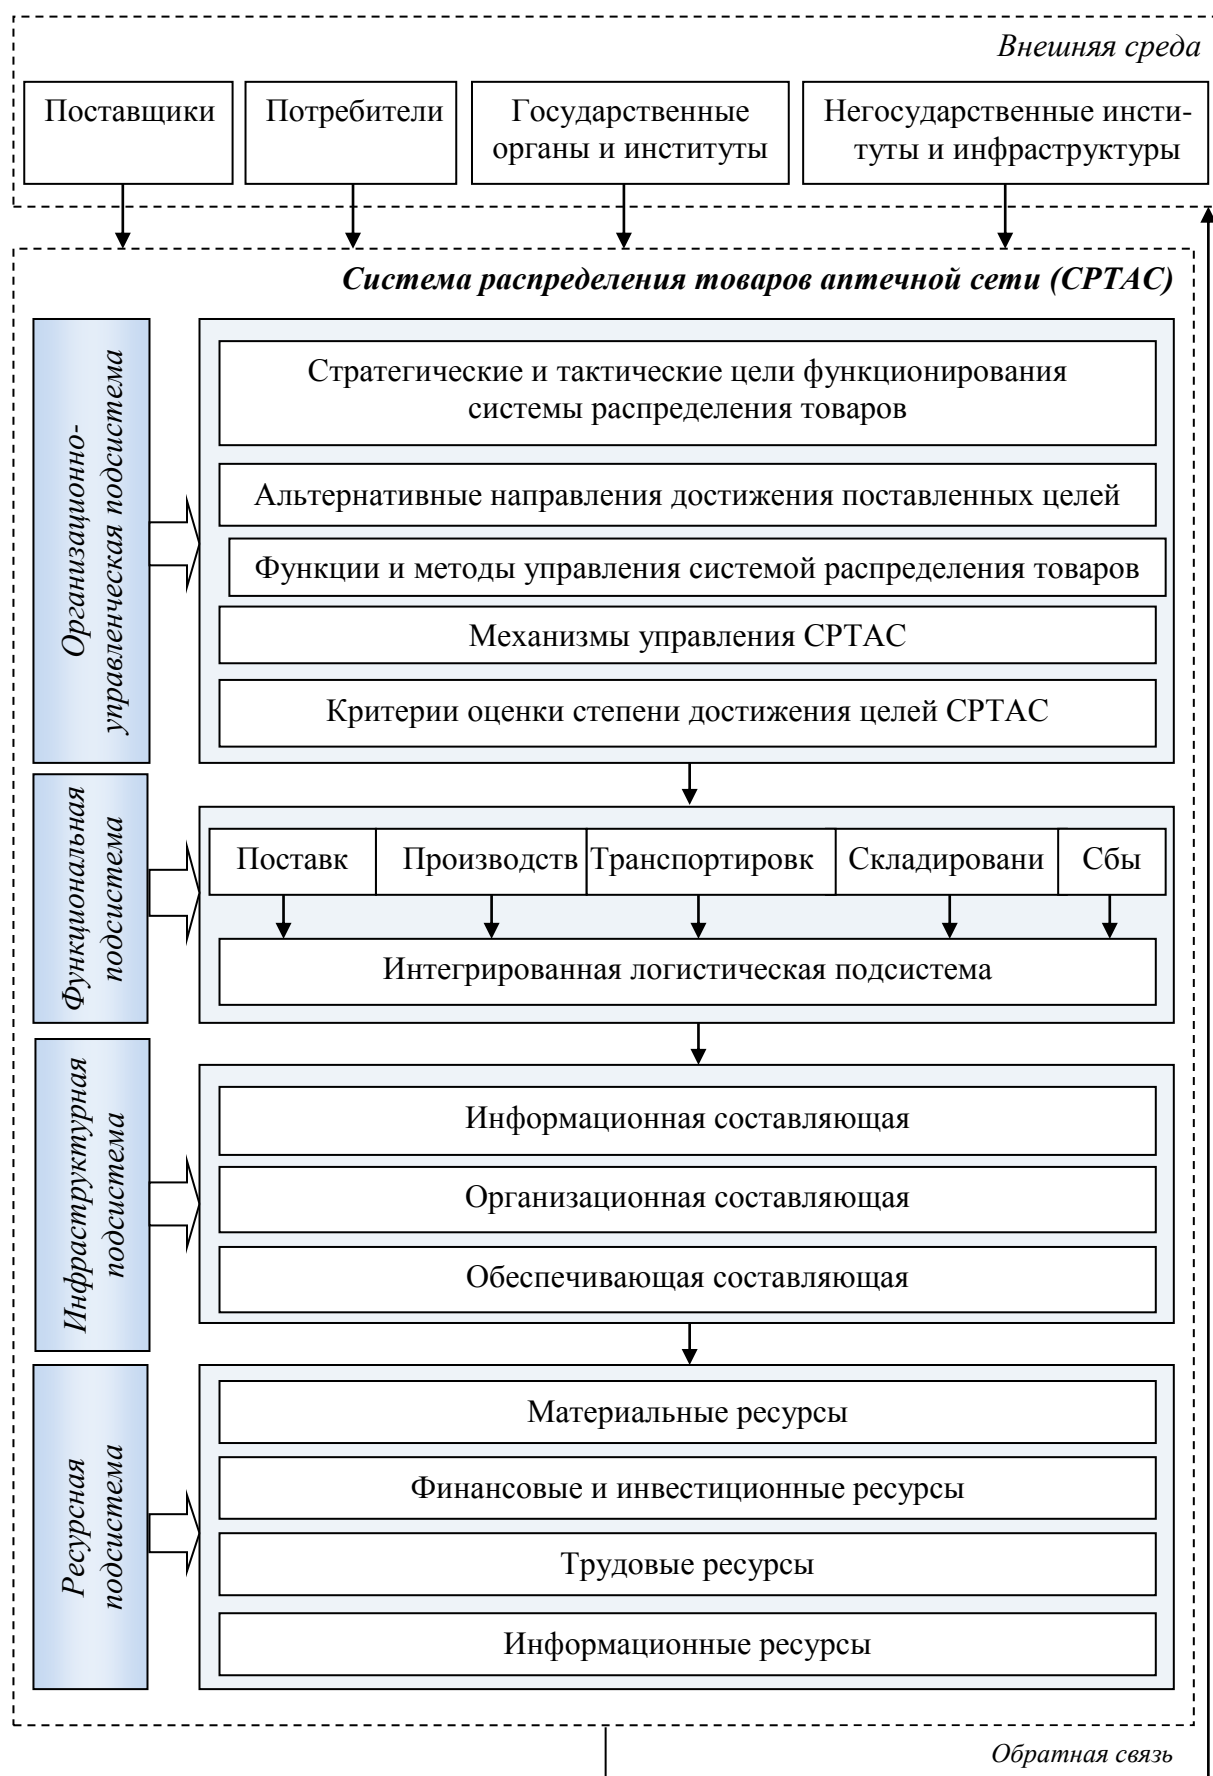 Внешняя среда
Поставщики
Потребители
Государственные
органы и институты
Негосударственные инсти-
туты и инфраструктуры
Система распределения товаров аптечной сети (СРТАС)
Организационно-
управленческая подсистема
Стратегические и тактические цели функционирования
системы распределения товаров
Альтернативные направления достижения поставленных целей
Функции и методы управления системой распределения товаров
Механизмы управления СРТАС
Критерии оценки степени достижения целей СРТАС
Функциональная
подсистема
Поставк
Производств
Транспортировк
Складировани
Сбы
Интегрированная логистическая подсистема
Инфраструктурная
подсистема
Информационная составляющая
Организационная составляющая
Обеспечивающая составляющая
Ресурсная
подсистема
Материальные ресурсы
Финансовые и инвестиционные ресурсы
Трудовые ресурсы
Информационные ресурсы
Обратная связь